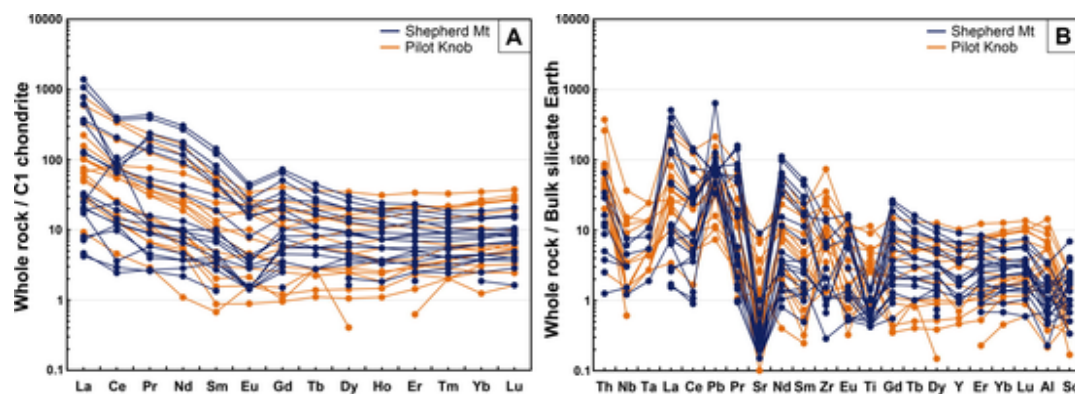 10000
Shepherd Mt
Pilot Knob
A
1000
100
10
1
0.1
Whole rock / C1 chondrite
La Ce Pr Nd Sm Eu Gd Tb Dy Ho Er Tm Yb Lu
10000
Shepherd Mt
Pilot Knob
B
1000
100
10
1
0.1
Whole rock / Bulk silicate Earth
Th Nb Ta La Ce Pb Pr Sr Nd Sm Zr Eu Ti Gd Tb Dy Y Er Yb Lu Al Sc